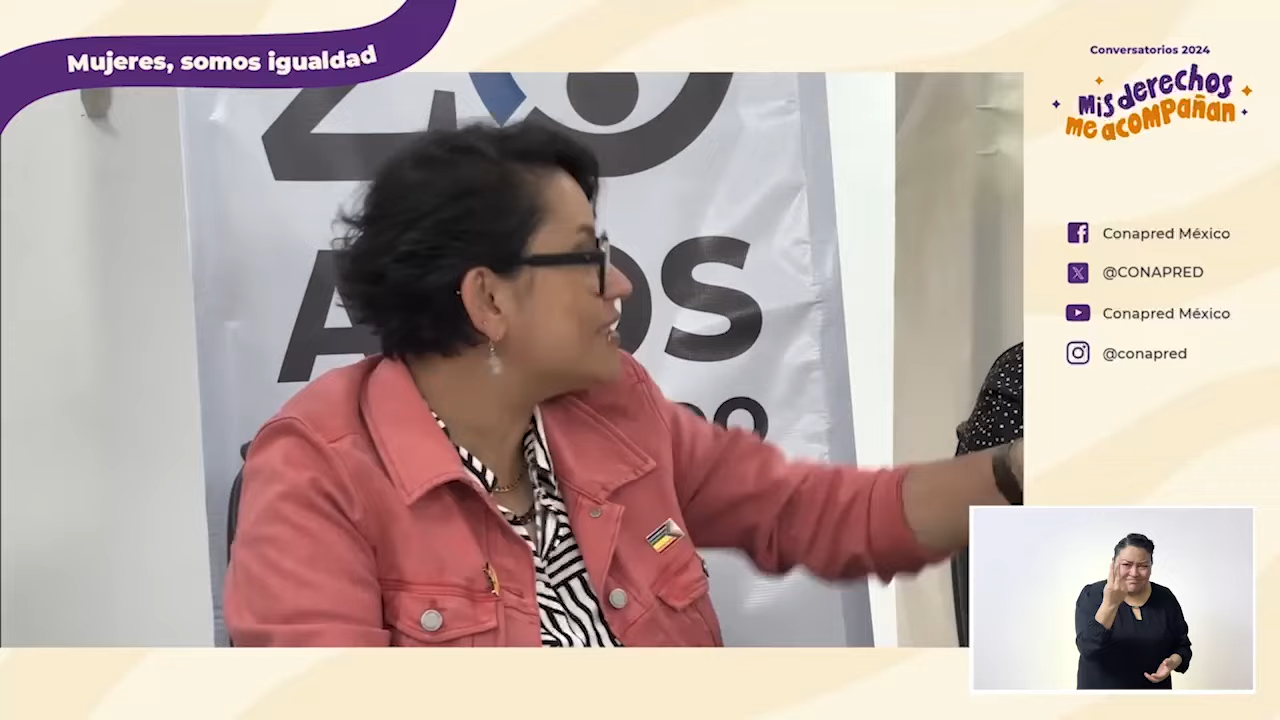 Mujeres, somos igualdad
Conversatorios 2024
Mis derechos
me acompañan
Conapred México
@CONAPRED
Conapred México
@conapred